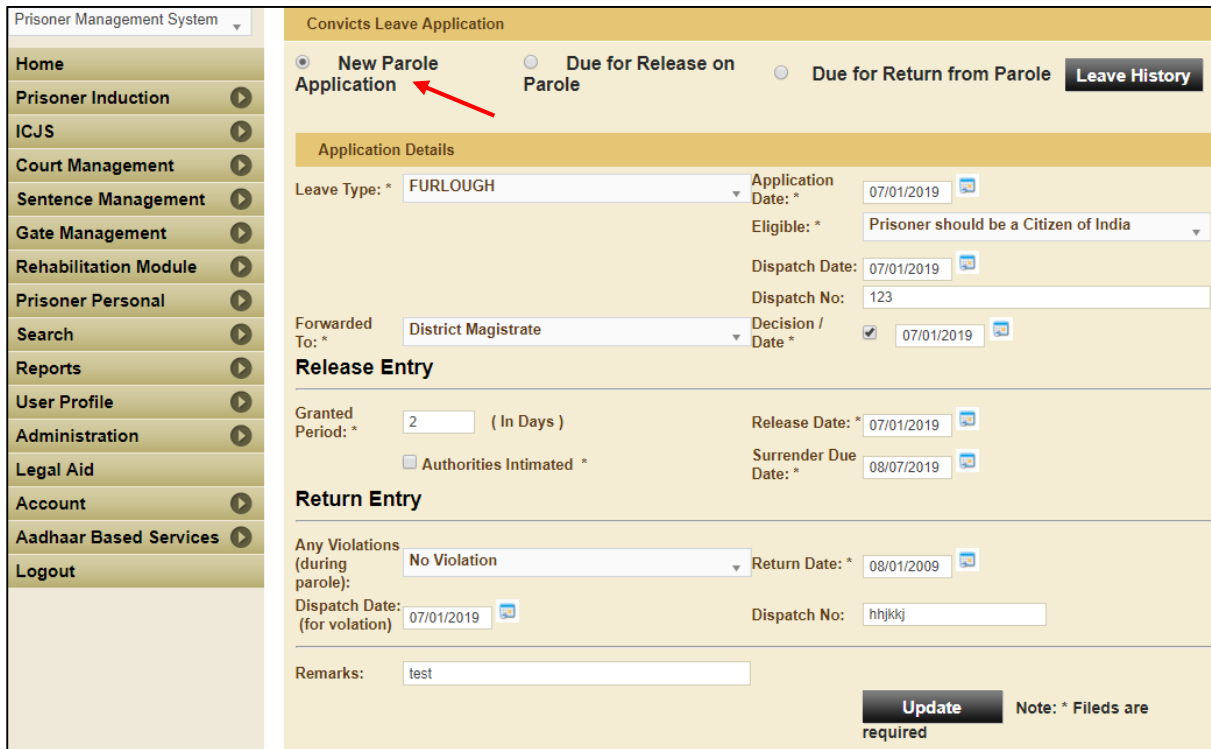 Prisoner Management System
Home
Prisoner Induction
ICJS
Court Management
Sentence Management
Gate Management
Rehabilitation Module
Prisoner Personal
Search
Reports
User Profile
Administration
Legal Aid
Account
Aadhaar Based Services
Logout
Convicts Leave Application
New Parole Application
Due for Release on Parole
Due for Return from Parole
Leave History
Application Details
Leave Type: * FURLOUGH
Application Date: * 07/01/2019
Eligible: * Prisoner should be a Citizen of India
Dispatch Date: 07/01/2019
Dispatch No: 123
Forwarded To: * District Magistrate
Decision / Date * 07/01/2019
Release Entry
Granted Period: * 2 ( In Days )
Release Date: * 07/01/2019
Authorities Intimated *
Surrender Due Date: * 08/07/2019
Return Entry
Any Violations (during parole): No Violation
Return Date: * 08/01/2009
Dispatch Date: (for volation) 07/01/2019
Dispatch No: hhjkkj
Remarks: test
Update
Note: * Fileds are required